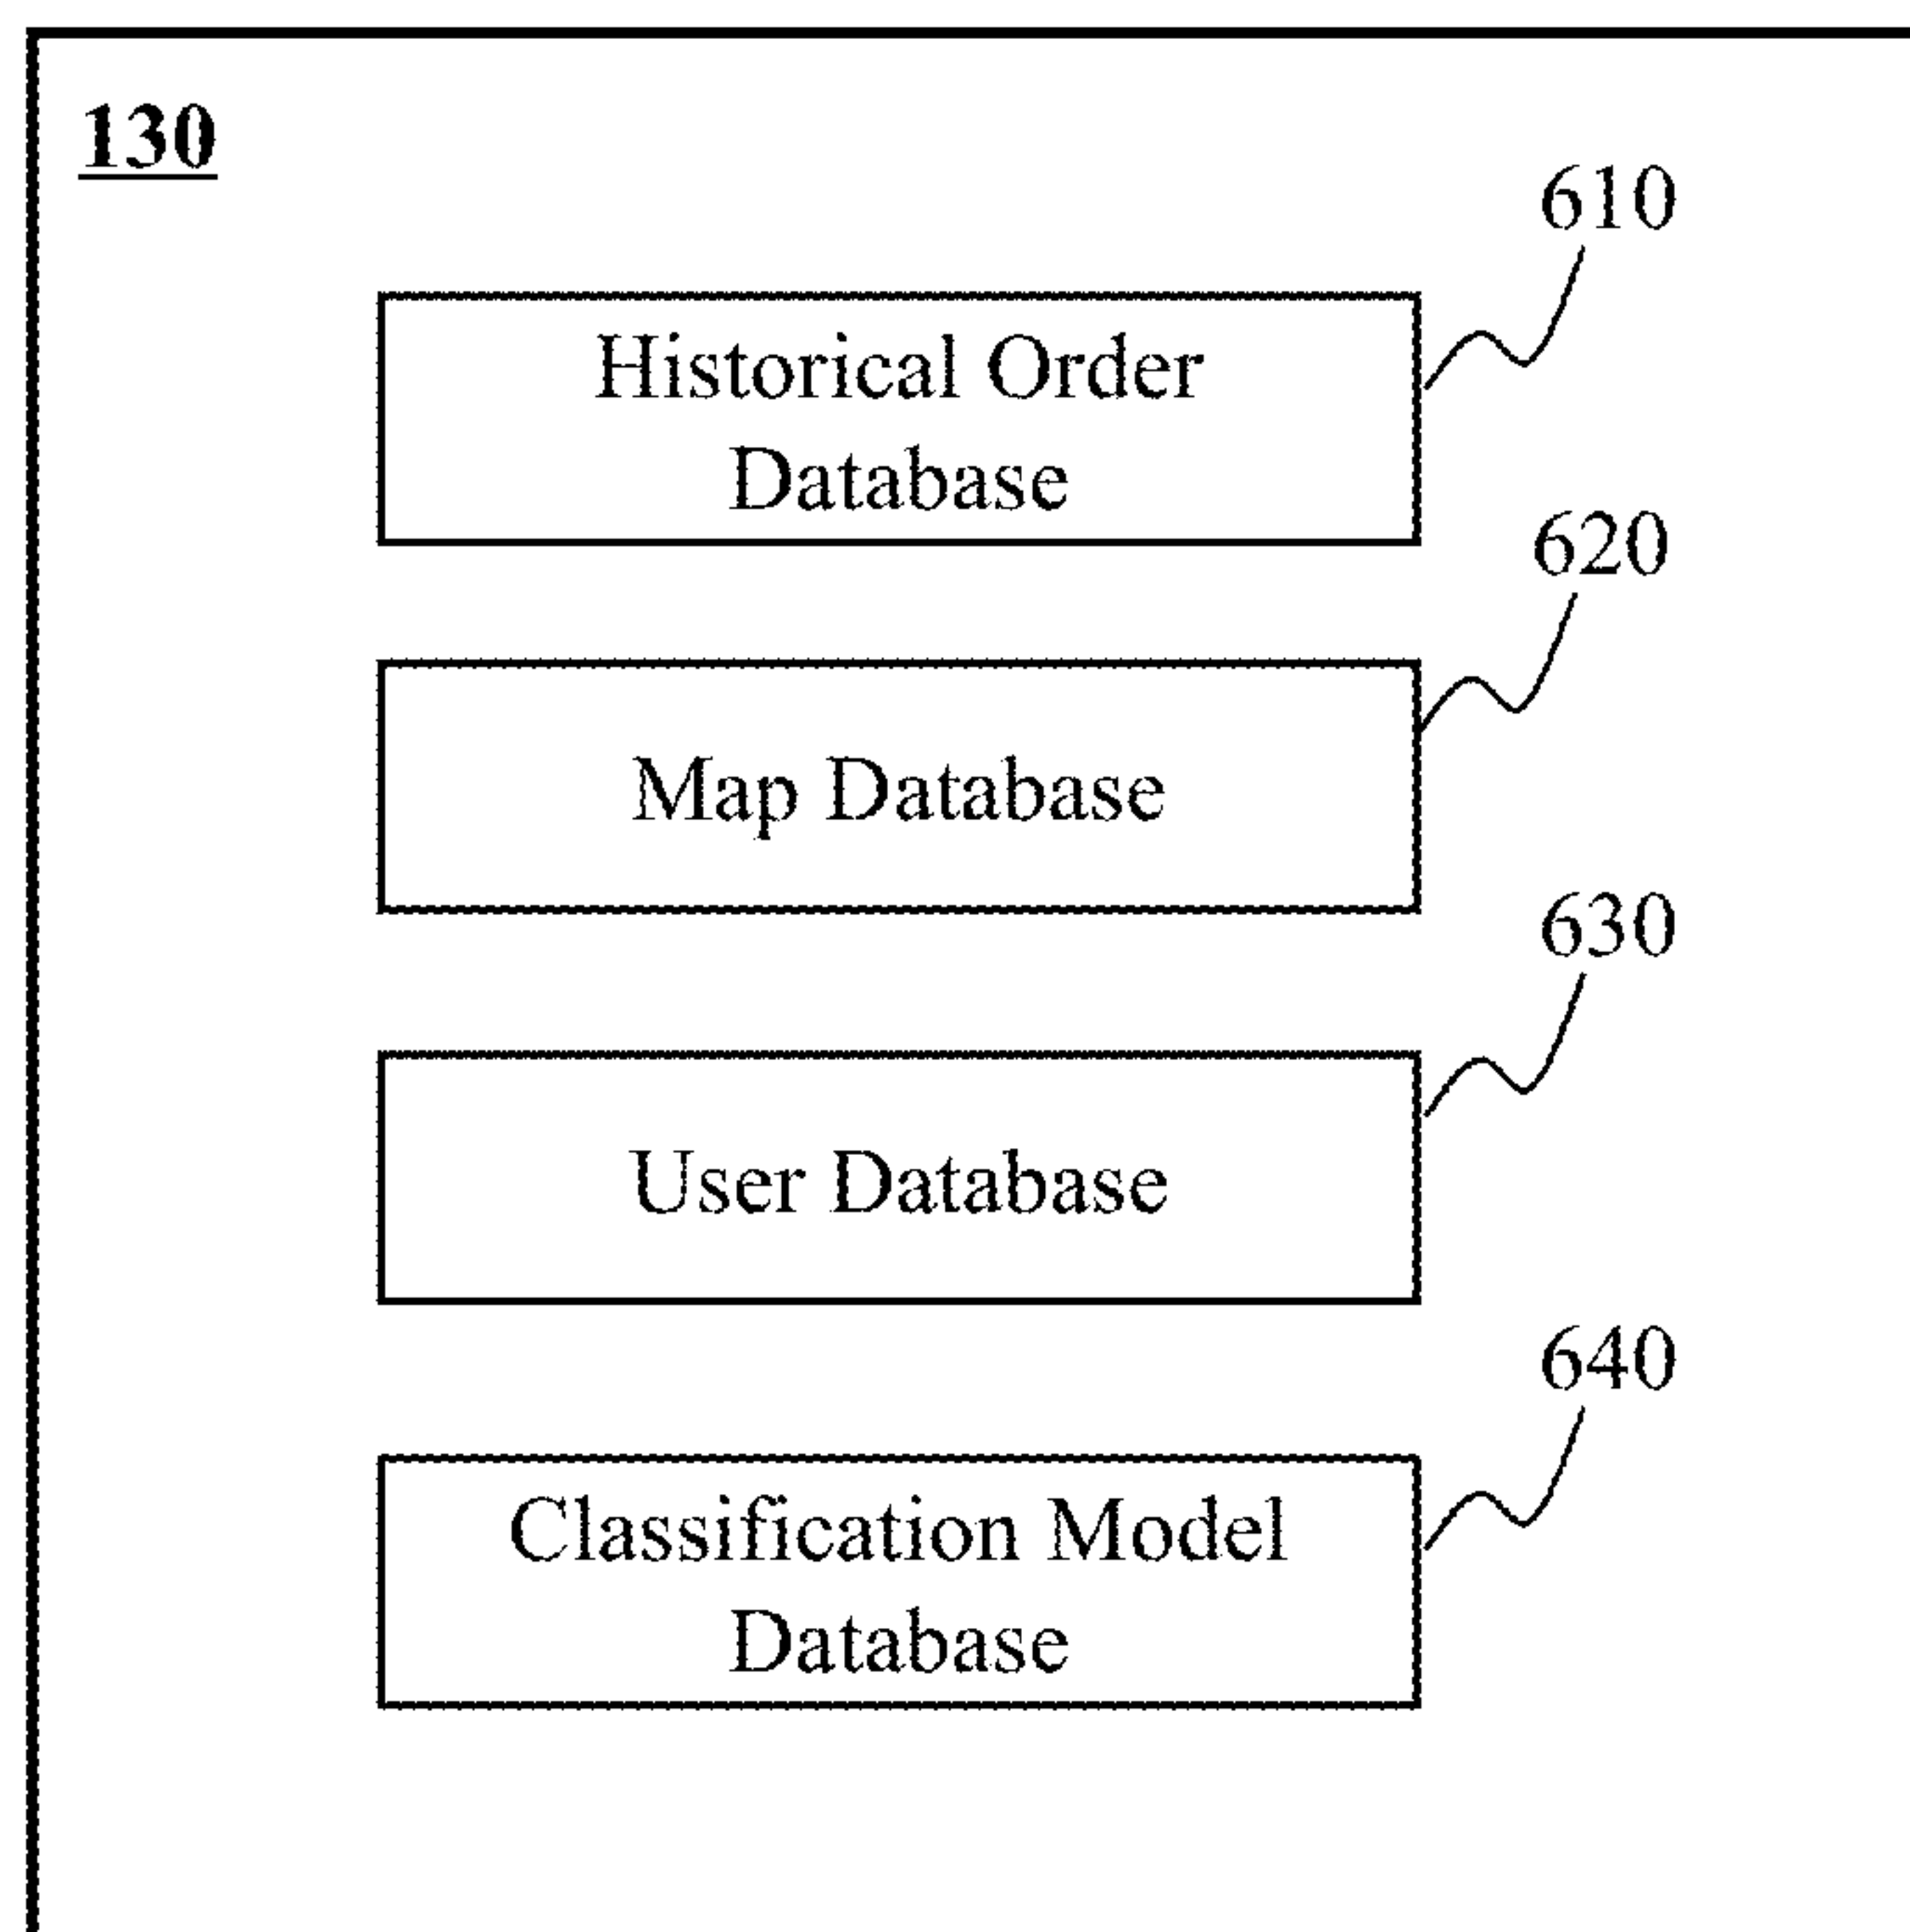 130
610
Historical Order
Database
620
Map Database
630
User Database
640
Classification Model
Database